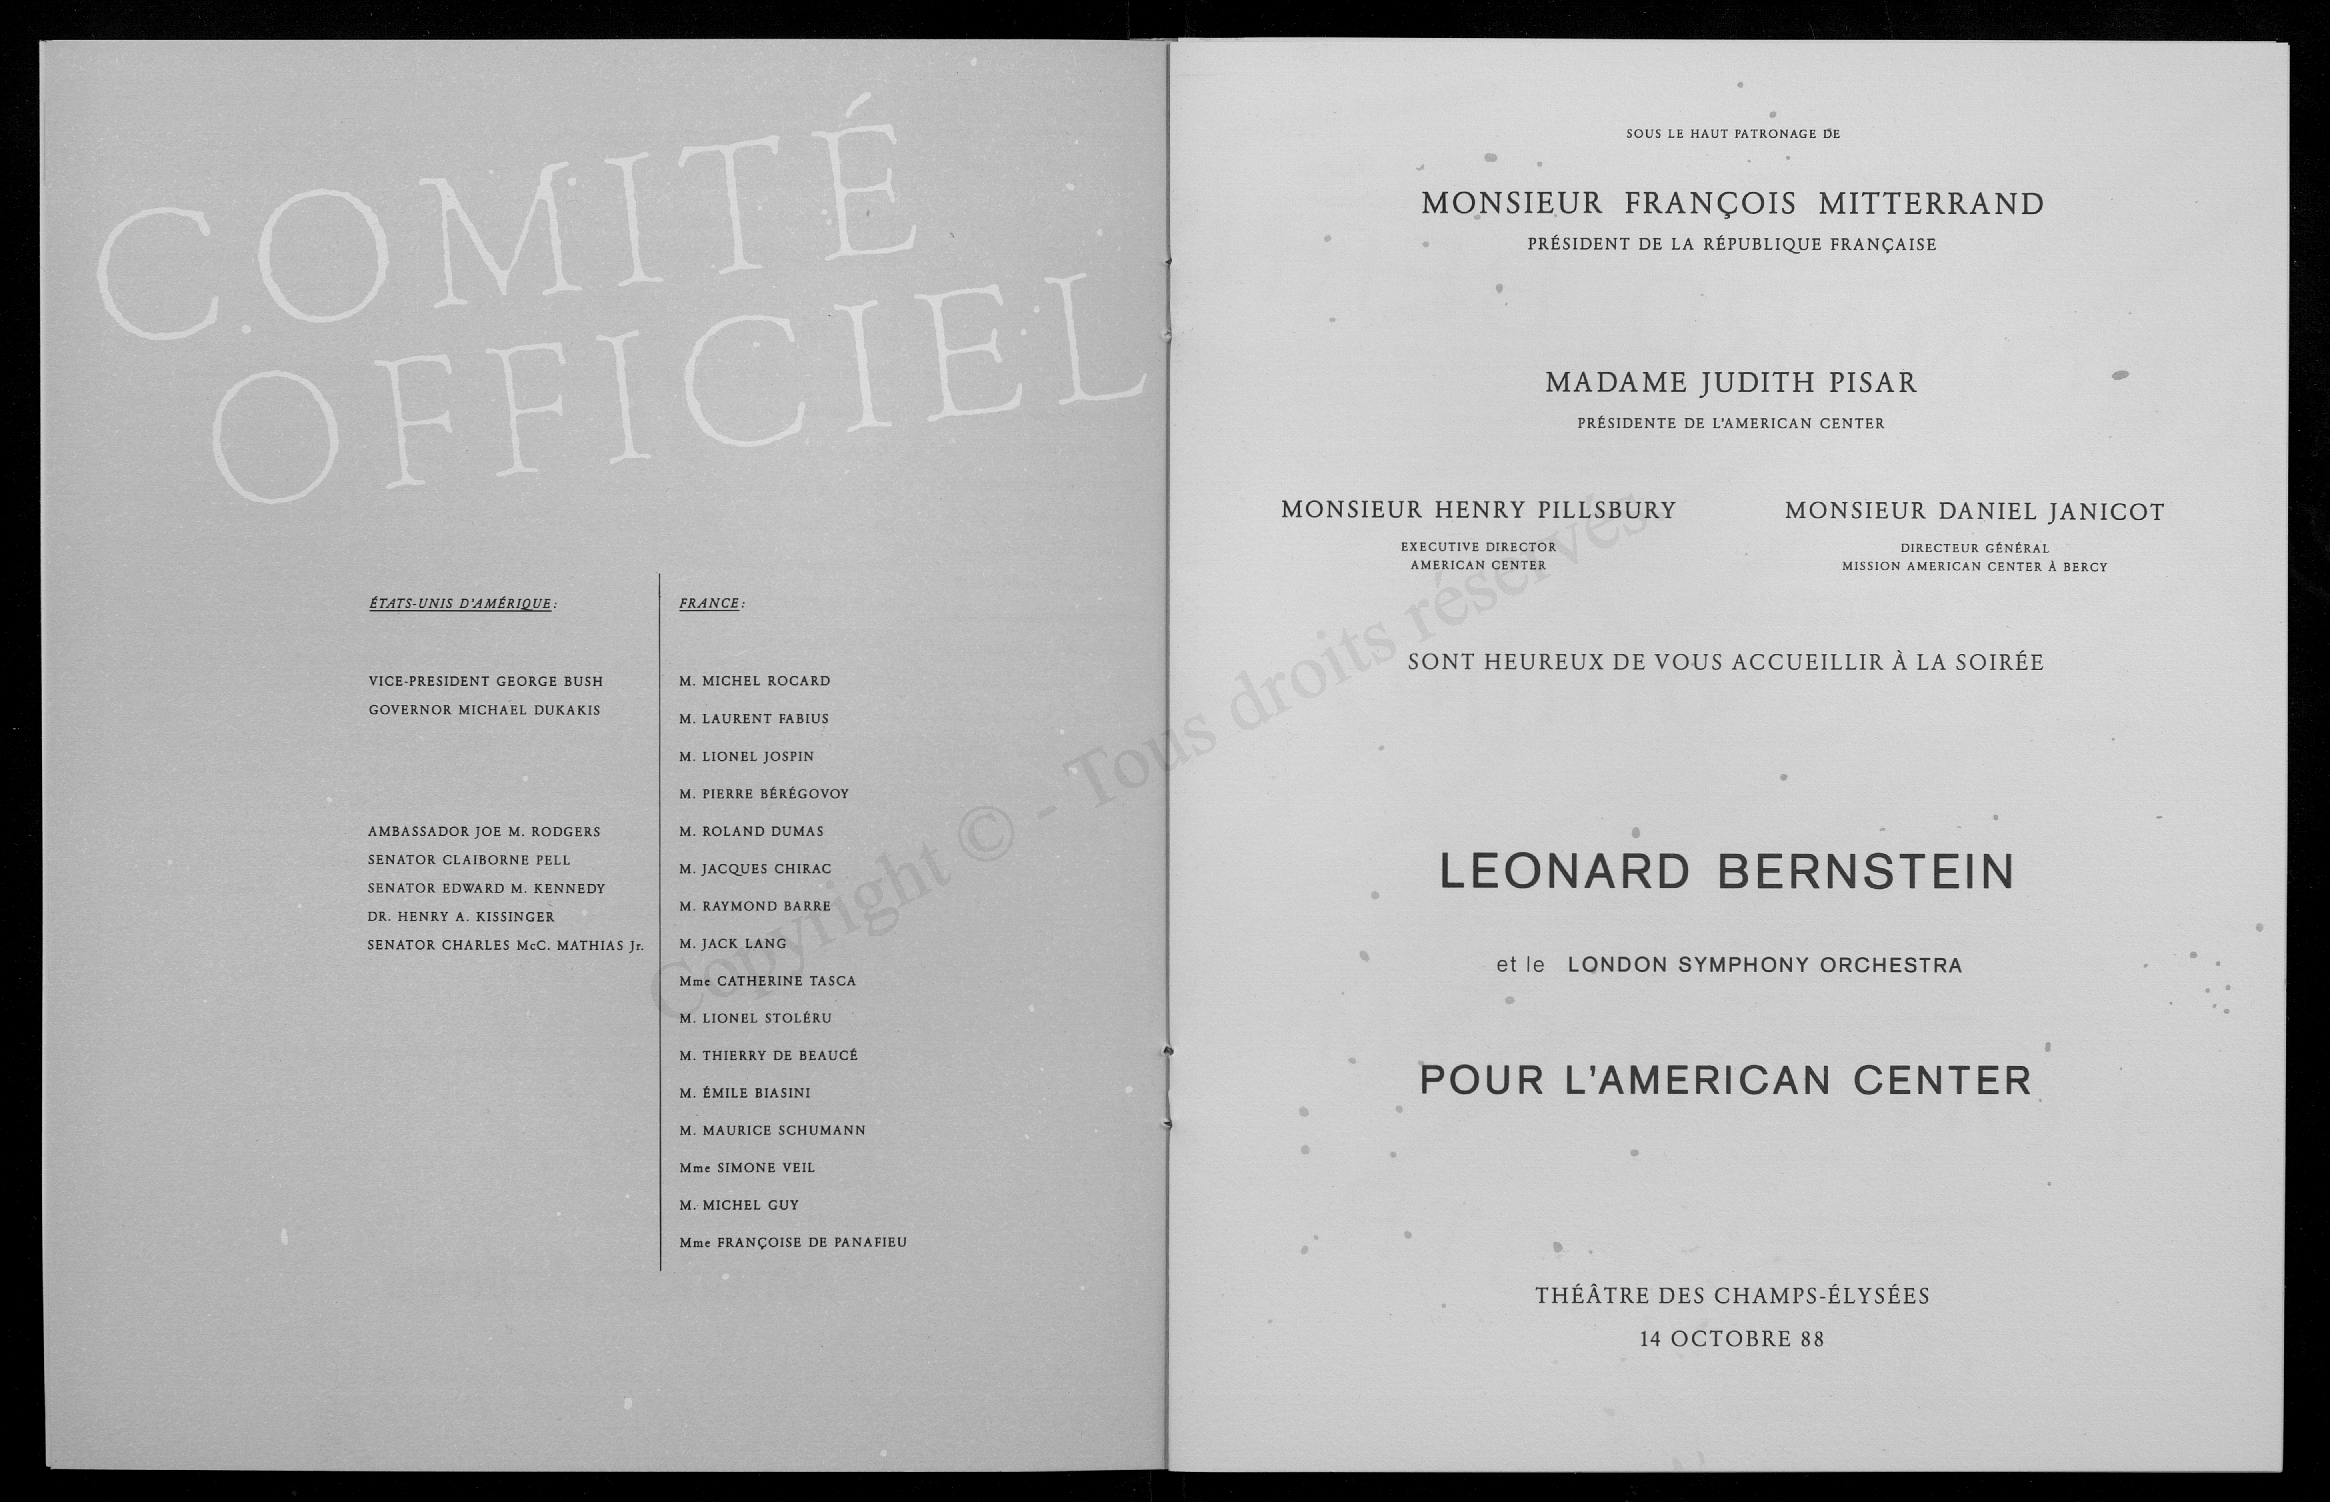 COMITÉ
OFFICIEL
ÉTATS-UNIS D'AMÉRIQUE:
VICE-PRESIDENT GEORGE BUSH
GOVERNOR MICHAEL DUKAKIS
AMBASSADOR JOE M. RODGERS
SENATOR CLAIBORNE PELL
SENATOR EDWARD M. KENNEDY
DR. HENRY A. KISSINGER
SENATOR CHARLES McC. MATHIAS Jr.
FRANCE:
M. MICHEL ROCARD
M. LAURENT FABIUS
M. LIONEL JOSPIN
M. PIERRE BÉRÉGOVOY
M. ROLAND DUMAS
M. JACQUES CHIRAC
M. RAYMOND BARRE
M. JACK LANG
Mme CATHERINE TASCA
M. LIONEL STOLÉRU
M. THIERRY DE BEAUCÉ
M. ÉMILE BIASINI
M. MAURICE SCHUMANN
Mme SIMONE VEIL
M. MICHEL GUY
Mme FRANÇOISE DE PANAFIEU
SOUS LE HAUT PATRONAGE DE
MONSIEUR FRANÇOIS MITTERRAND
PRÉSIDENT DE LA RÉPUBLIQUE FRANÇAISE
MADAME JUDITH PISAR
PRÉSIDENTE DE L'AMERICAN CENTER
MONSIEUR HENRY PILLSBURY
EXECUTIVE DIRECTOR
AMERICAN CENTER
MONSIEUR DANIEL JANICOT
DIRECTEUR GÉNÉRAL
MISSION AMERICAN CENTER À BERCY
SONT HEUREUX DE VOUS ACCUEILLIR À LA SOIRÉE
LEONARD BERNSTEIN
et le LONDON SYMPHONY ORCHESTRA
POUR L'AMERICAN CENTER
THÉÂTRE DES CHAMPS-ÉLYSÉES
14 OCTOBRE 88
Copyright © - Tous droits réservés.